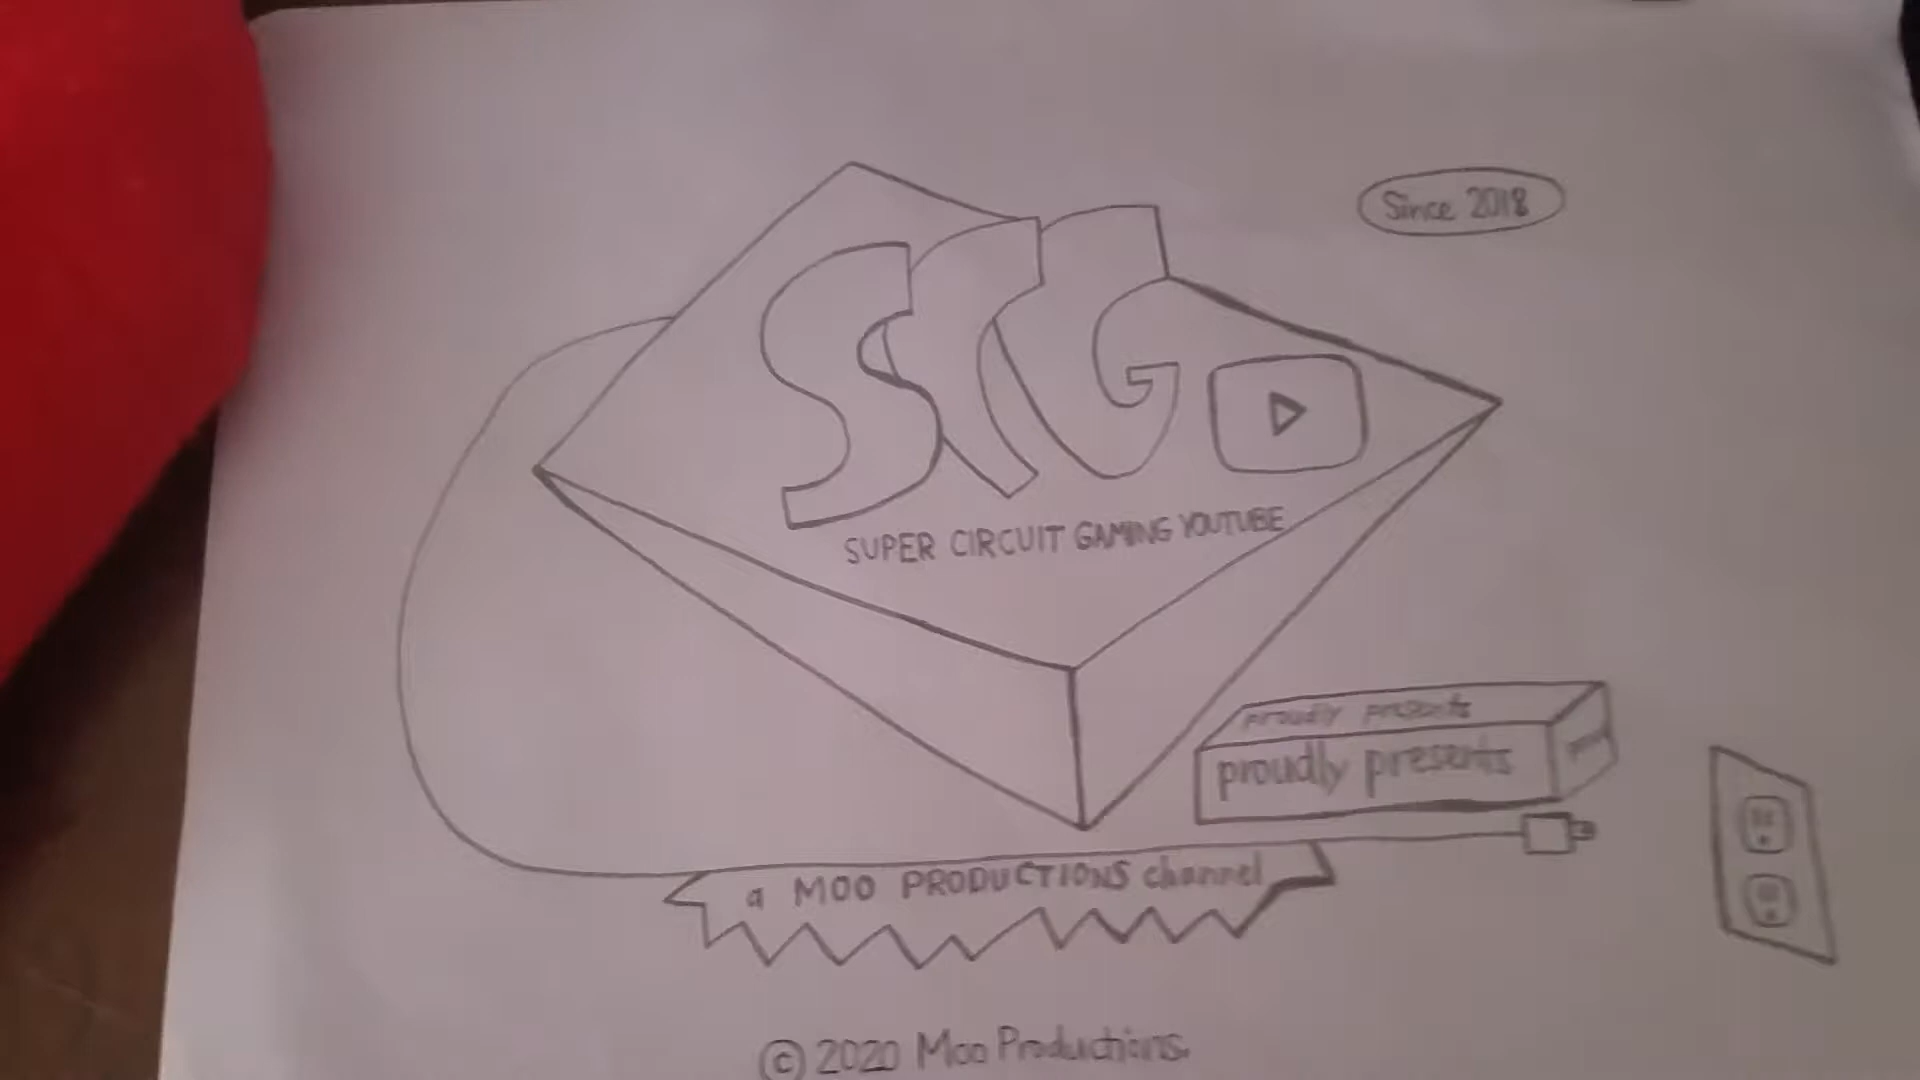 Since 2018
SCG
SUPER CIRCUIT GAMING YOUTUBE
proudly presents
proudly presents
a MOO PRODUCTIONS channel
© 2020 Moo Productions.